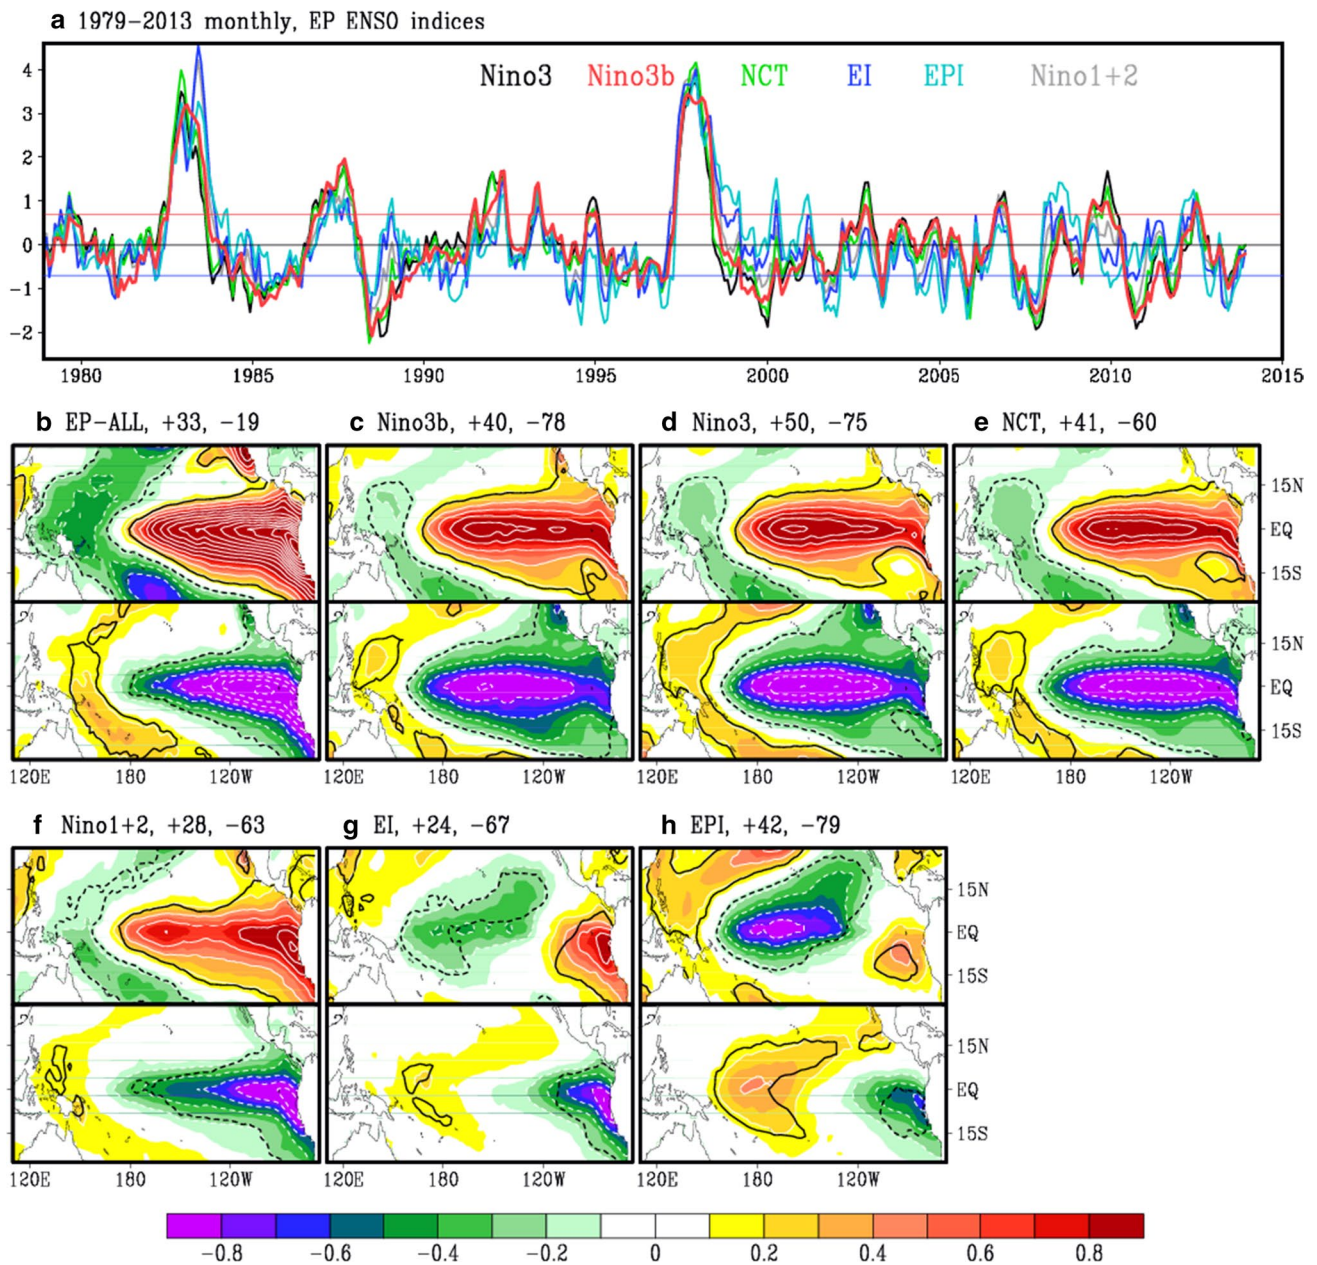 a 1979-2013 monthly, EP ENSO indices
Nino3 Nino3b NCT EI EPI Nino1+2
4
3
2
1
0
-1
-2
1980 1985 1990 1995 2000 2005 2010 2015
b EP-ALL, +33, -19 c Nino3b, +40, -78 d Nino3, +50, -75 e NCT, +41, -60
15N
EQ
15S
15N
EQ
15S
120E 180 120W 120E 180 120W 120E 180 120W 120E 180 120W
f Nino1+2, +28, -63 g EI, +24, -67 h EPI, +42, -79
15N
EQ
15S
15N
EQ
15S
120E 180 120W 120E 180 120W 120E 180 120W
-0.8 -0.6 -0.4 -0.2 0 0.2 0.4 0.6 0.8